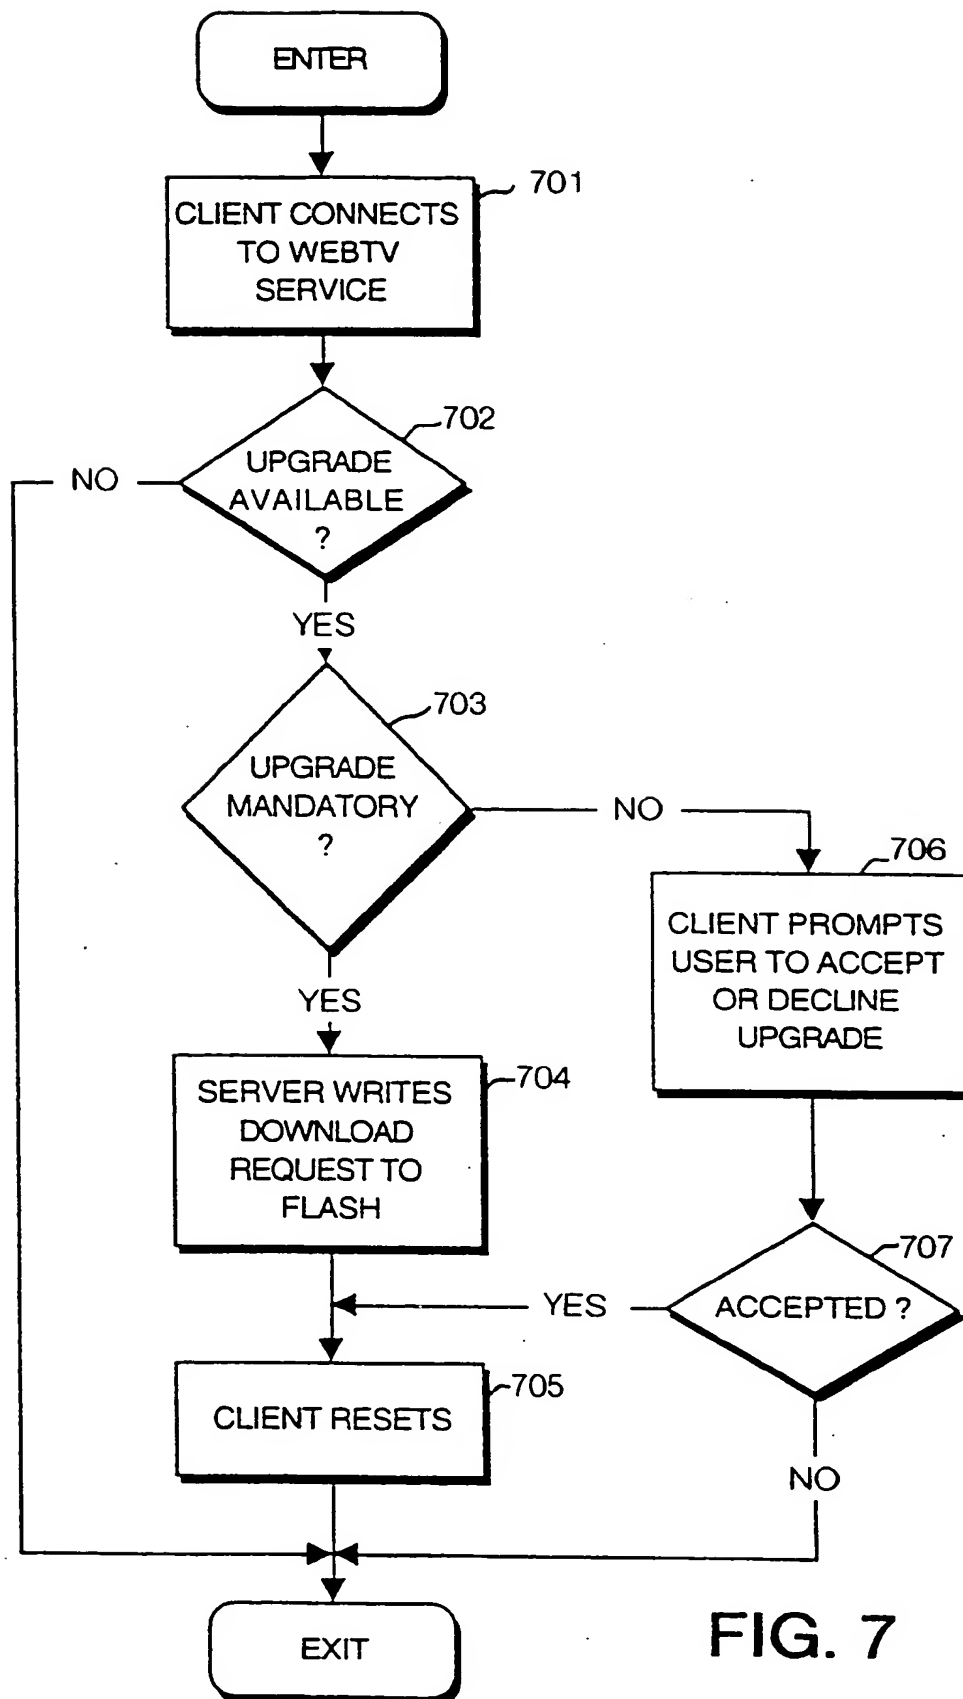 ENTER
701
CLIENT CONNECTS
TO WEBTV
SERVICE
702
UPGRADE
AVAILABLE
?
NO
YES
703
UPGRADE
MANDATORY
?
NO
YES
706
CLIENT PROMPTS
USER TO ACCEPT
OR DECLINE
UPGRADE
704
SERVER WRITES
DOWNLOAD
REQUEST TO
FLASH
707
ACCEPTED ?
YES
NO
705
CLIENT RESETS
EXIT
FIG. 7